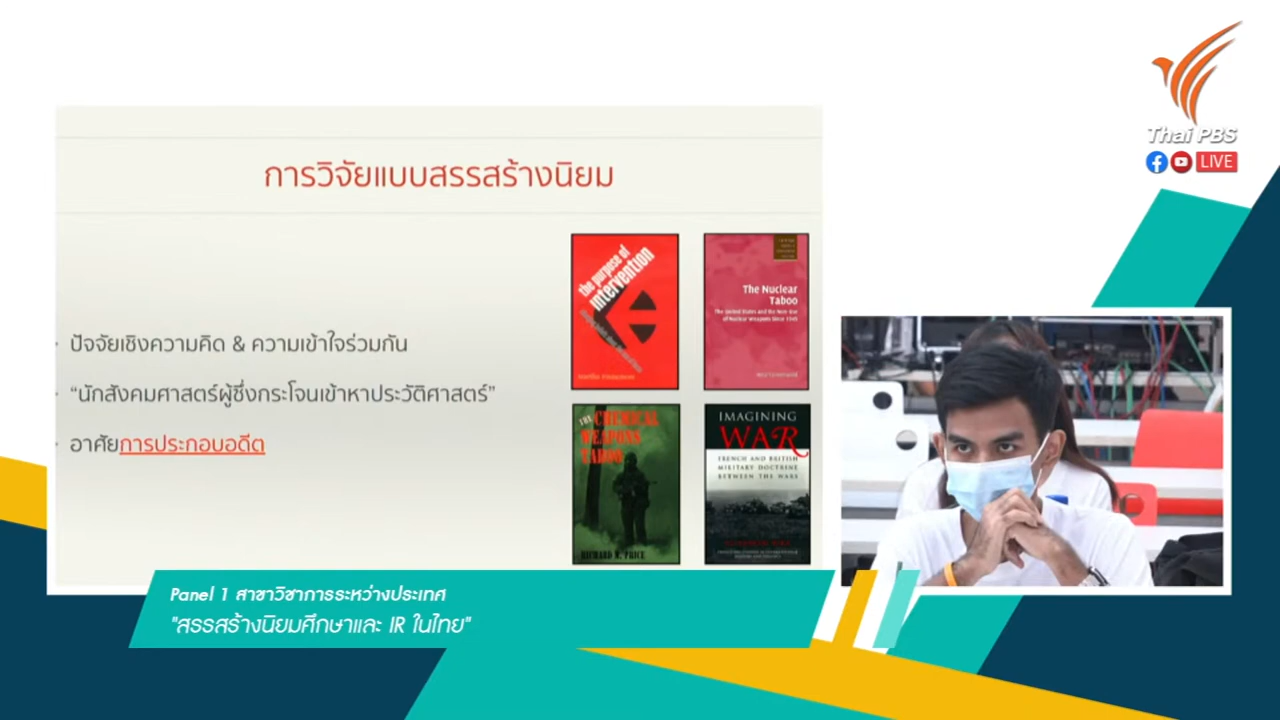 Thai PBS
LIVE
การวิจัยแบบสรรสร้างนิยม
ปัจจัยเชิงความคิด & ความเข้าใจร่วมกัน
“นักสังคมศาสตร์ผู้ซึ่งกระโจนเข้าหาประวัติศาสตร์”
อาศัยการประกอบอดีต
the purpose of
intervention
The Nuclear
Taboo
The United States and the Non-Use
of Nuclear Weapons Since 1945
THE CHEMICAL
WEAPONS
TABOO
RICHARD M. PRICE
IMAGINING
WAR
FRENCH AND BRITISH
MILITARY DOCTRINE
BETWEEN THE WARS
Panel 1 สาขาวิชาการระหว่างประเทศ
"สรรสร้างนิยมศึกษาและ IR ในไทย"